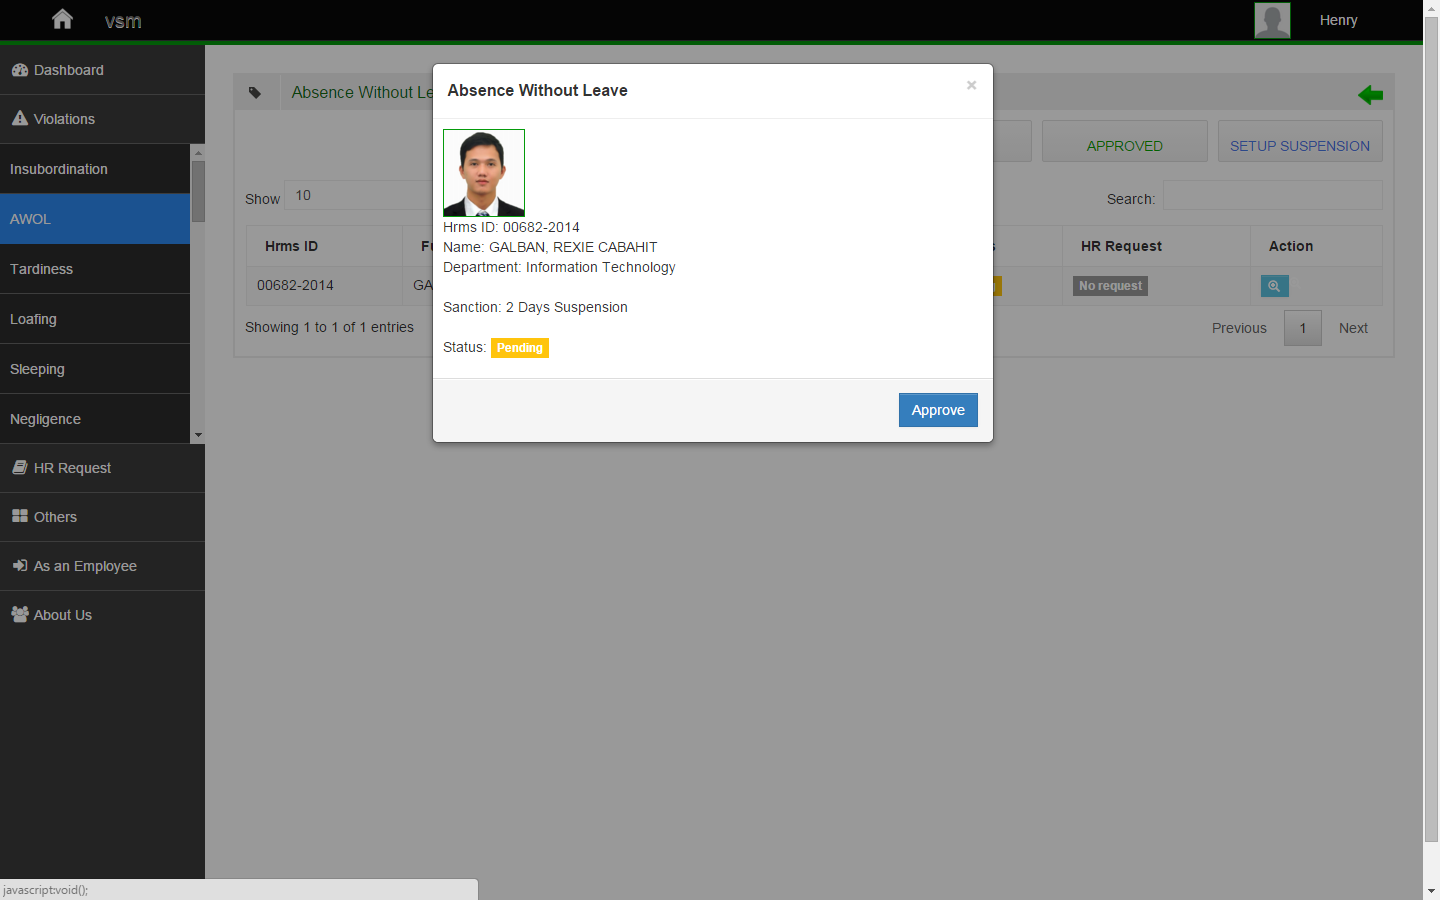 vsm
Henry
Dashboard
Violations
Insubordination
AWOL
Tardiness
Loafing
Sleeping
Negligence
HR Request
Others
As an Employee
About Us
Absence Without Le
APPROVED
SETUP SUSPENSION
Show 10
Search:
Hrms ID
HR Request
Action
00682-2014
GA
No request
Showing 1 to 1 of 1 entries
Previous 1 Next
Absence Without Leave
×
Hrms ID: 00682-2014
Name: GALBAN, REXIE CABAHIT
Department: Information Technology
Sanction: 2 Days Suspension
Status: Pending
Approve
javascript:void();